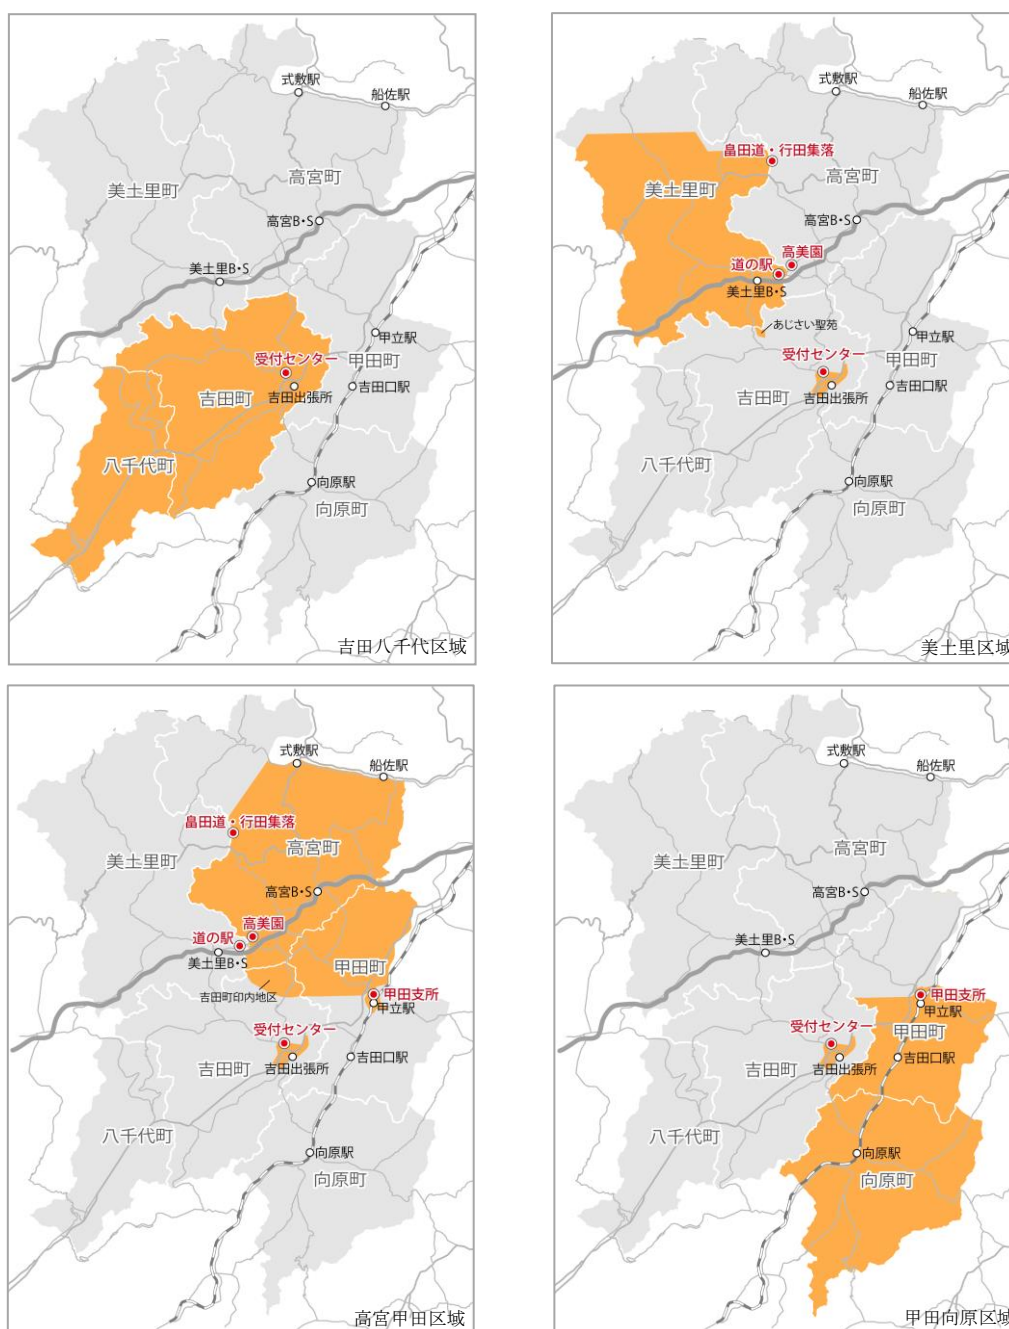 式敷駅
船佐駅
美土里町
高宮町
高宮B・S
美土里B・S
甲立駅
受付センター
甲田町
吉田町
吉田出張所
吉田口駅
八千代町
向原駅
向原町
吉田八千代区域
式敷駅
船佐駅
畠田道・行田集落
美土里町
高宮町
高宮B・S
高美園
道の駅
美土里B・S
あじさい聖苑
甲立駅
受付センター
甲田町
吉田町
吉田出張所
吉田口駅
八千代町
向原駅
向原町
美土里区域
式敷駅
船佐駅
畠田道・行田集落
美土里町
高宮町
高宮B・S
高美園
道の駅
美土里B・S
甲田町
吉田町印内地区
甲田支所
甲立駅
受付センター
吉田町
吉田出張所
吉田口駅
八千代町
向原駅
向原町
高宮甲田区域
式敷駅
船佐駅
美土里町
高宮町
高宮B・S
美土里B・S
甲田支所
甲立駅
受付センター
甲田町
吉田町
吉田出張所
吉田口駅
八千代町
向原駅
向原町
甲田向原区域